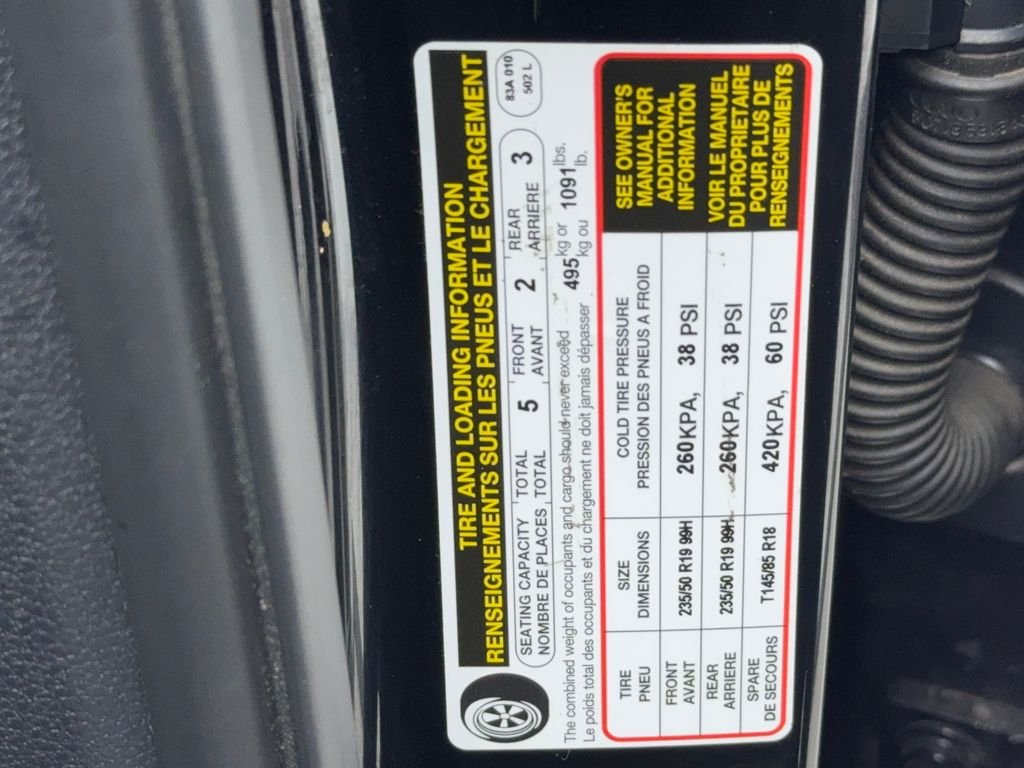 TIRE AND LOADING INFORMATION
RENSEIGNEMENTS SUR LES PNEUS ET LE CHARGEMENT
83A 010
502 L
SEATING CAPACITY TOTAL 5 FRONT 2 REAR 3
NOMBRE DE PLACES TOTAL AVANT ARRIERE
The combined weight of occupants and cargo should never exceed 495 kg or 1091 lbs.
Le poids total des occupants et du chargement ne doit jamais dépasser kg ou lb.
TIRE SIZE COLD TIRE PRESSURE
PNEU DIMENSIONS PRESSION DES PNEUS À FROID
FRONT 235/50 R19 99H 260KPA, 38 PSI
AVANT
REAR 235/50 R19 99H 260KPA, 38 PSI
ARRIERE
SPARE T145/85 R18 420KPA, 60 PSI
DE SECOURS
SEE OWNER'S
MANUAL FOR
ADDITIONAL
INFORMATION
VOIR LE MANUEL
DU PROPRIETAIRE
POUR PLUS DE
RENSEIGNEMENTS